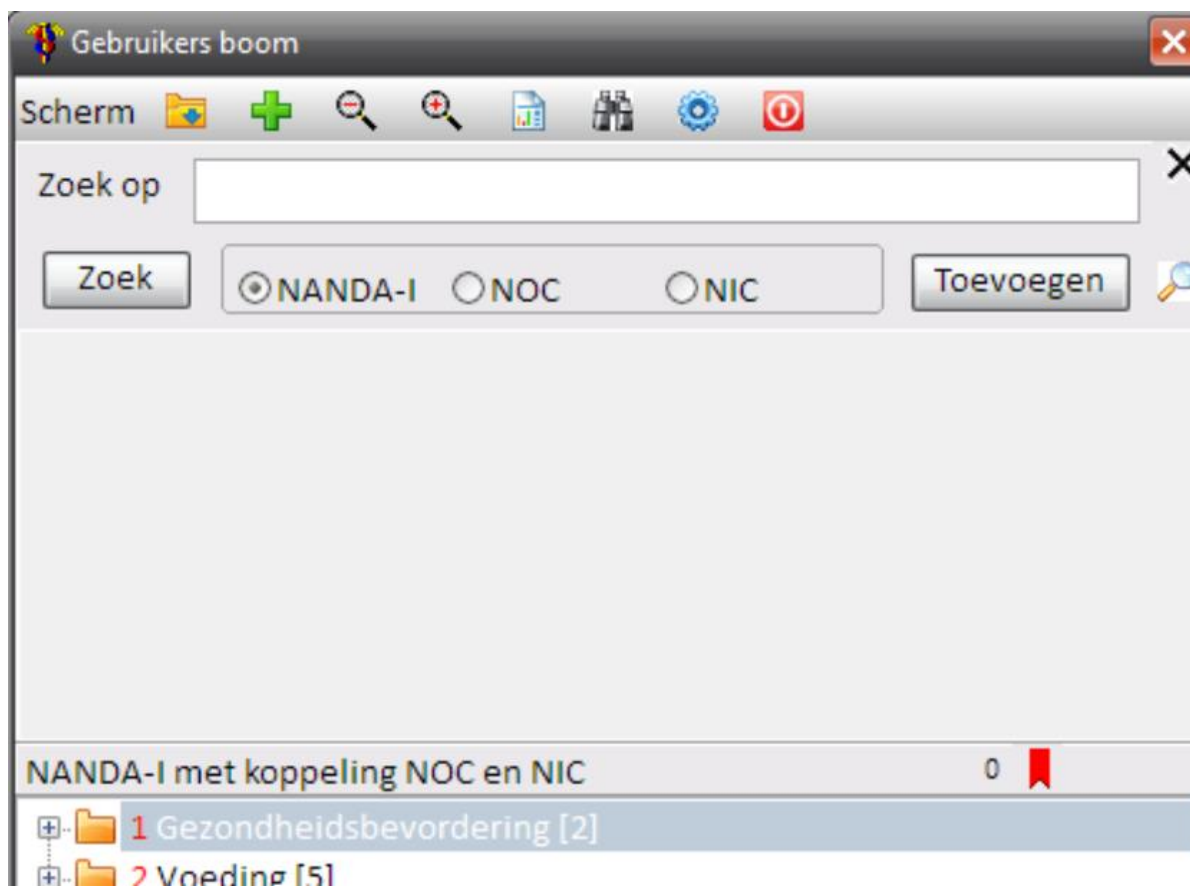 Gebruikers boom
Scherm
Zoek op
Zoek NANDA-I NOC NIC Toevoegen
NANDA-I met koppeling NOC en NIC 0
1 Gezondheidsbevordering [2]
2 Voeding [5]